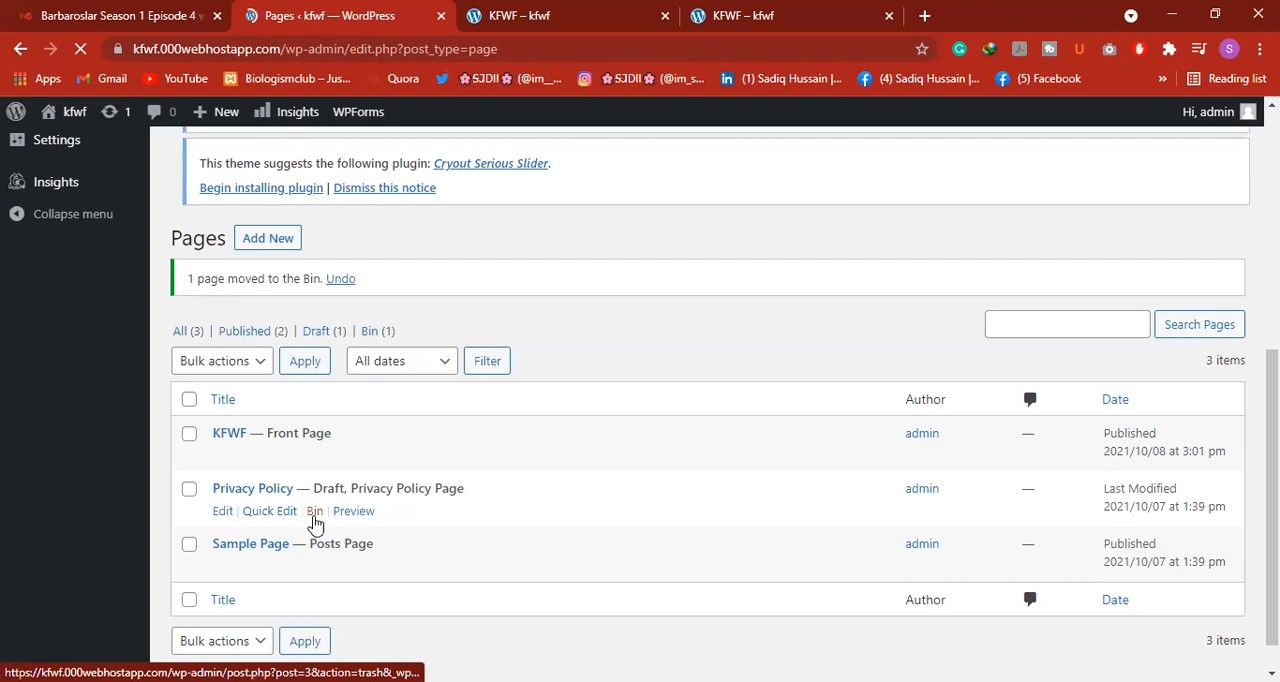 Barbaroslar Season 1 Episode 4
Pages ‹ kfwf — WordPress
KFWF – kfwf
KFWF – kfwf
kfwf.000webhostapp.com/wp-admin/edit.php?post_type=page
S
Apps
Gmail
YouTube
Biologismclub – Jus...
Quora
✿SJDII✿ (@im_...
✿SJDII✿ (@im_s...
(1) Sadiq Hussain |...
(4) Sadiq Hussain |...
(5) Facebook
»
Reading list
kfwf
1
0
New
Insights
WPForms
Hi, admin
Settings
Insights
Collapse menu
This theme suggests the following plugin: Cryout Serious Slider.
Begin installing plugin | Dismiss this notice
Pages Add New
1 page moved to the Bin. Undo
All (3) | Published (2) | Draft (1) | Bin (1)
Search Pages
Bulk actions Apply All dates Filter
3 items
Title Author Date
KFWF — Front Page admin — Published
2021/10/08 at 3:01 pm
Privacy Policy — Draft, Privacy Policy Page admin — Last Modified
Edit | Quick Edit | Bin | Preview 2021/10/07 at 1:39 pm
Sample Page — Posts Page admin — Published
2021/10/07 at 1:39 pm
Title Author Date
Bulk actions Apply 3 items
https://kfwf.000webhostapp.com/wp-admin/post.php?post=3&action=trash&_wp...